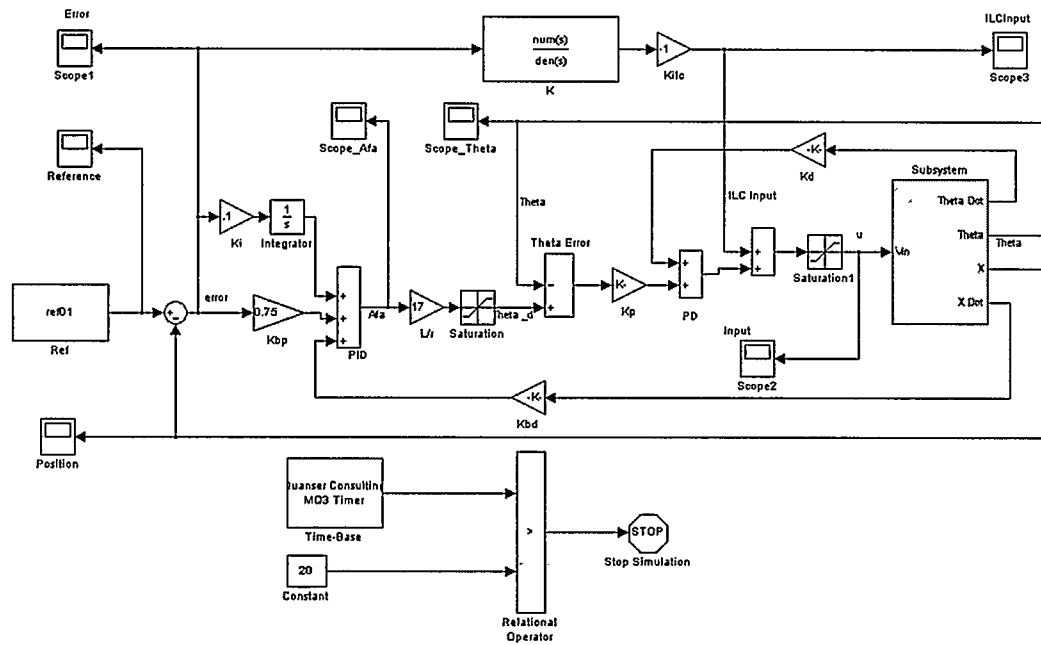 Error
Scope1
num(s)
den(s)
K
.1
Kilc
ILCInput
Scope3
Reference
Scope_Afa
Scope_Theta
-K-
Kd
Subsystem
Theta Dot
Theta
X
X Dot
Vin
Theta
Theta
ILC Input
u
.1
Ki
1
s
Integrator
Theta Error
K-
Kp
PD
Saturation1
ref01
Ref
error
0.75
Kbp
PID
Afa
17
L/r
Saturation
Theta_d
Input
Scope2
-K-
Kbd
Position
Quanser Consulting
MQ3 Timer
Time-Base
20
Constant
>
Relational
Operator
STOP
Stop Simulation